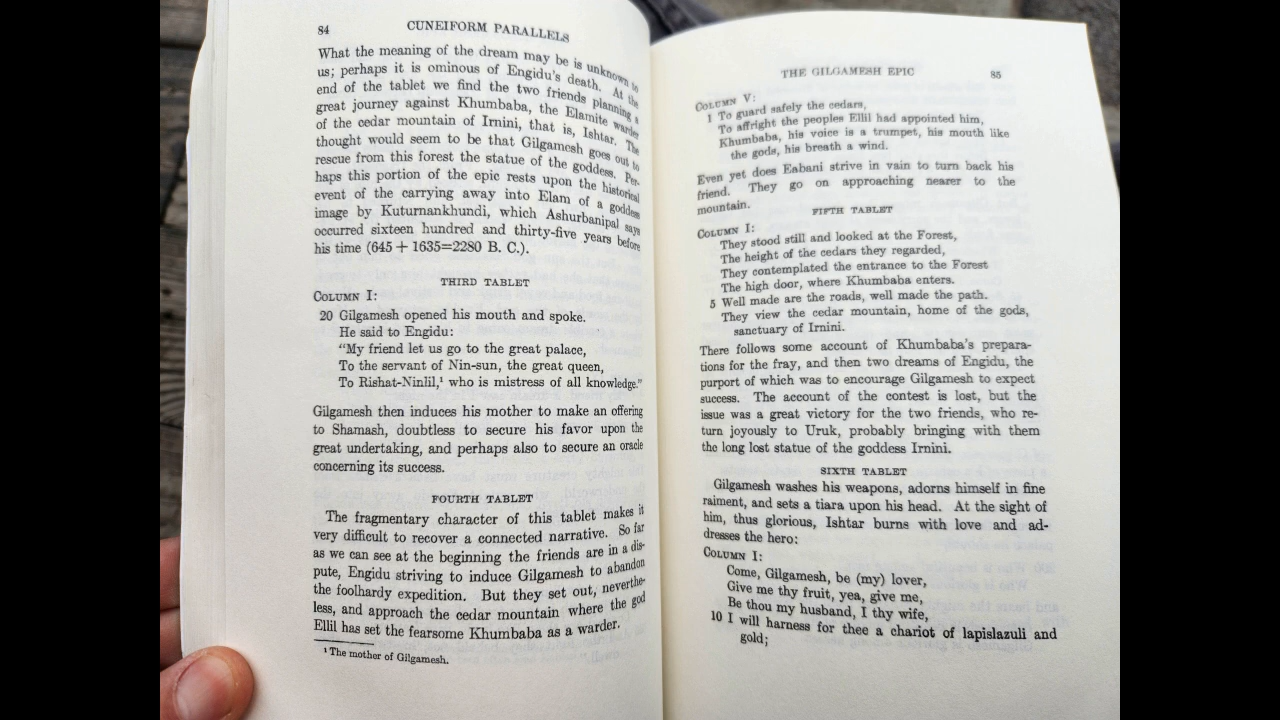 84
CUNEIFORM PARALLELS
What the meaning of the dream may be is unknown to
us; perhaps it is ominous of Engidu's death. At the
end of the tablet we find the two friends planning a
great journey against Khumbaba, the Elamite warder
of the cedar mountain of Irnini, that is, Ishtar. The
thought would seem to be that Gilgamesh goes out to
rescue from this forest the statue of the goddess. Per-
haps this portion of the epic rests upon the historical
event of the carrying away into Elam of a goddess
image by Kuturnankhundi, which Ashurbanipal says
occurred sixteen hundred and thirty-five years before
his time (645 + 1635=2280 B. C.).
THIRD TABLET
COLUMN I:
20 Gilgamesh opened his mouth and spoke.
He said to Engidu:
"My friend let us go to the great palace,
To the servant of Nin-sun, the great queen,
To Rishat-Ninlil,¹ who is mistress of all knowledge."
Gilgamesh then induces his mother to make an offering
to Shamash, doubtless to secure his favor upon the
great undertaking, and perhaps also to secure an oracle
concerning its success.
FOURTH TABLET
The fragmentary character of this tablet makes it
very difficult to recover a connected narrative. So far
as we can see at the beginning the friends are in a dis-
pute, Engidu striving to induce Gilgamesh to abandon
the foolhardy expedition. But they set out, neverthe-
less, and approach the cedar mountain where the god
Ellil has set the fearsome Khumbaba as a warder.
¹ The mother of Gilgamesh.
THE GILGAMESH EPIC
85
COLUMN V:
1 To guard safely the cedars,
To affright the peoples Ellil had appointed him,
Khumbaba, his voice is a trumpet, his mouth like
the gods, his breath a wind.
Even yet does Eabani strive in vain to turn back his
friend. They go on approaching nearer to the
mountain.
FIFTH TABLET
COLUMN I:
They stood still and looked at the Forest,
The height of the cedars they regarded,
They contemplated the entrance to the Forest
The high door, where Khumbaba enters.
5 Well made are the roads, well made the path.
They view the cedar mountain, home of the gods,
sanctuary of Irnini.
There follows some account of Khumbaba's prepara-
tions for the fray, and then two dreams of Engidu, the
purport of which was to encourage Gilgamesh to expect
success. The account of the contest is lost, but the
issue was a great victory for the two friends, who re-
turn joyously to Uruk, probably bringing with them
the long lost statue of the goddess Irnini.
SIXTH TABLET
Gilgamesh washes his weapons, adorns himself in fine
raiment, and sets a tiara upon his head. At the sight of
him, thus glorious, Ishtar burns with love and ad-
dresses the hero:
COLUMN I:
Come, Gilgamesh, be (my) lover,
Give me thy fruit, yea, give me,
Be thou my husband, I thy wife,
10 I will harness for thee a chariot of lapislazuli and
gold;